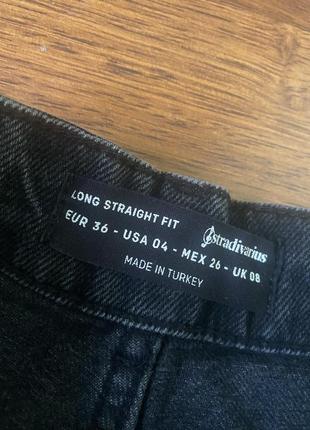 LONG STRAIGHT FIT
stradivarius
EUR 36 - USA 04 - MEX 26 - UK 08
MADE IN TURKEY